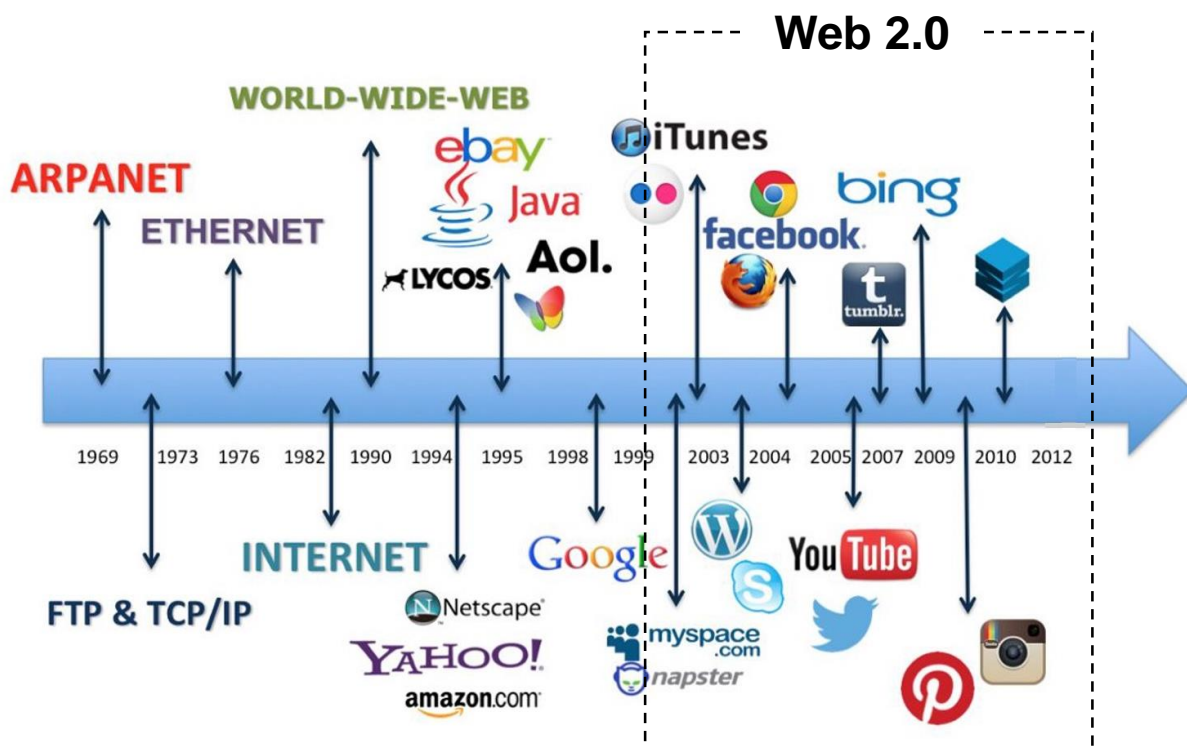 Web 2.0
WORLD-WIDE-WEB
ebay
iTunes
ARPANET
Java
bing
ETHERNET
facebook.
LYCOS
Aol.
t
tumblr.
1969 1973 1976 1982 1990 1994 1995 1998 1999 2003 2004 2005 2007 2009 2010 2012
INTERNET
Google
W
S
YouTube
N Netscape
FTP & TCP/IP
YAHOO!
myspace
.com
napster
amazon.com
P